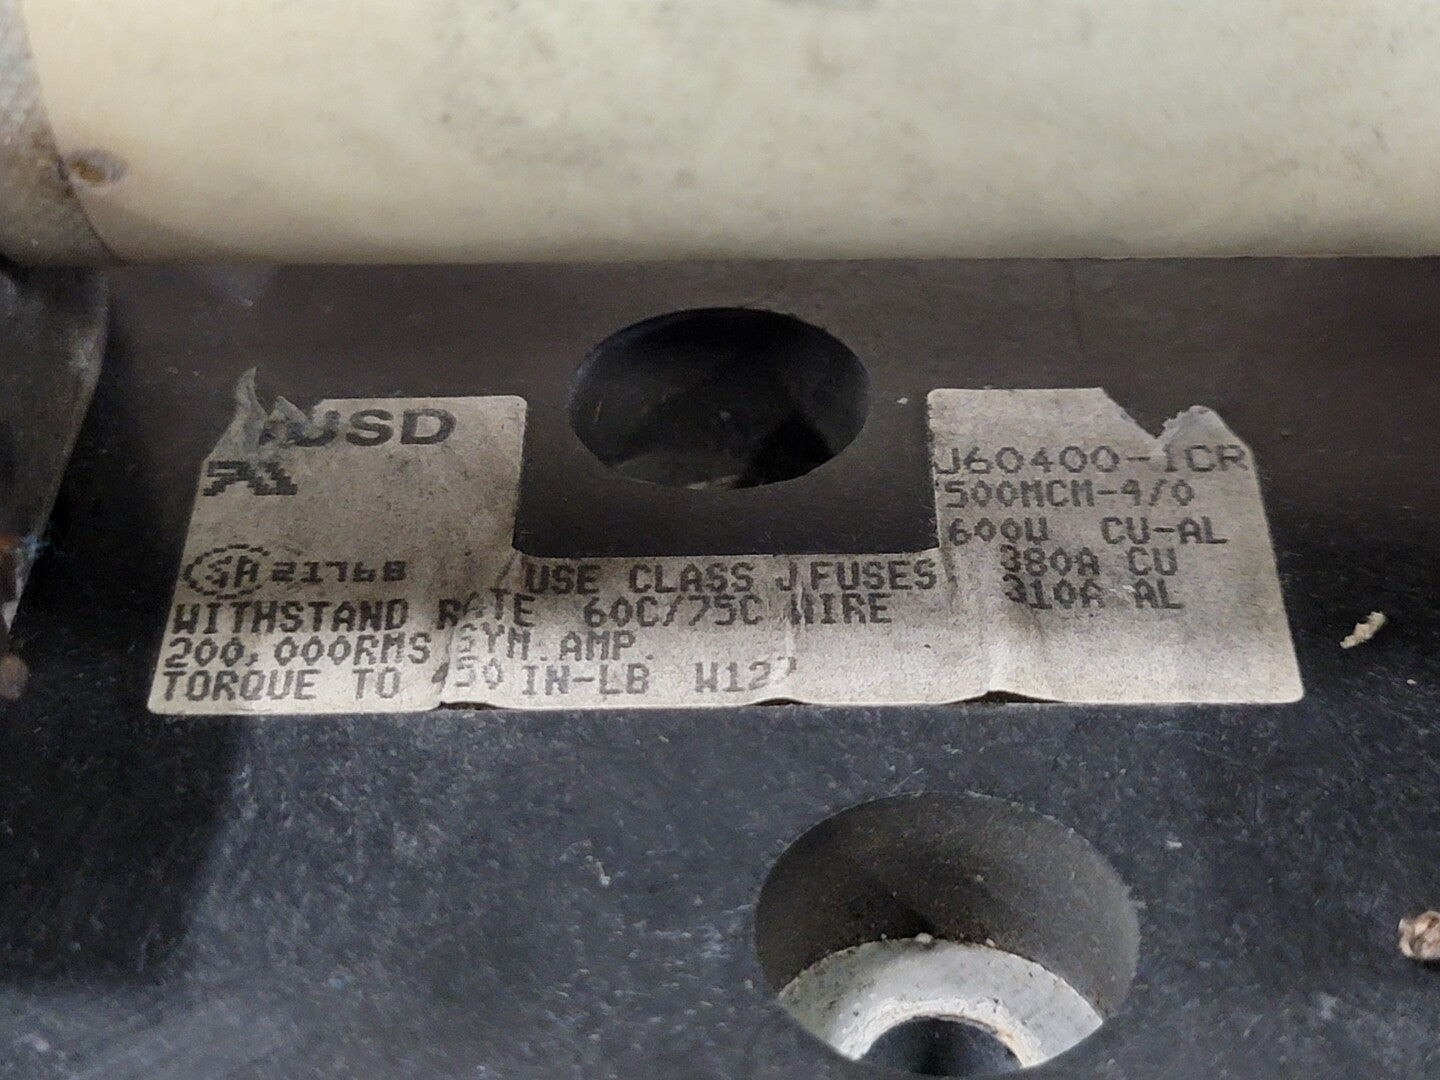 USD
21768
USE CLASS J FUSES
WITHSTAND RATE 60C/75C WIRE
200,000RMS SYM. AMP.
TORQUE TO 450 IN-LB
J60400-1CR
500MCM-4/0
600V CU-AL
380A CU
310A AL